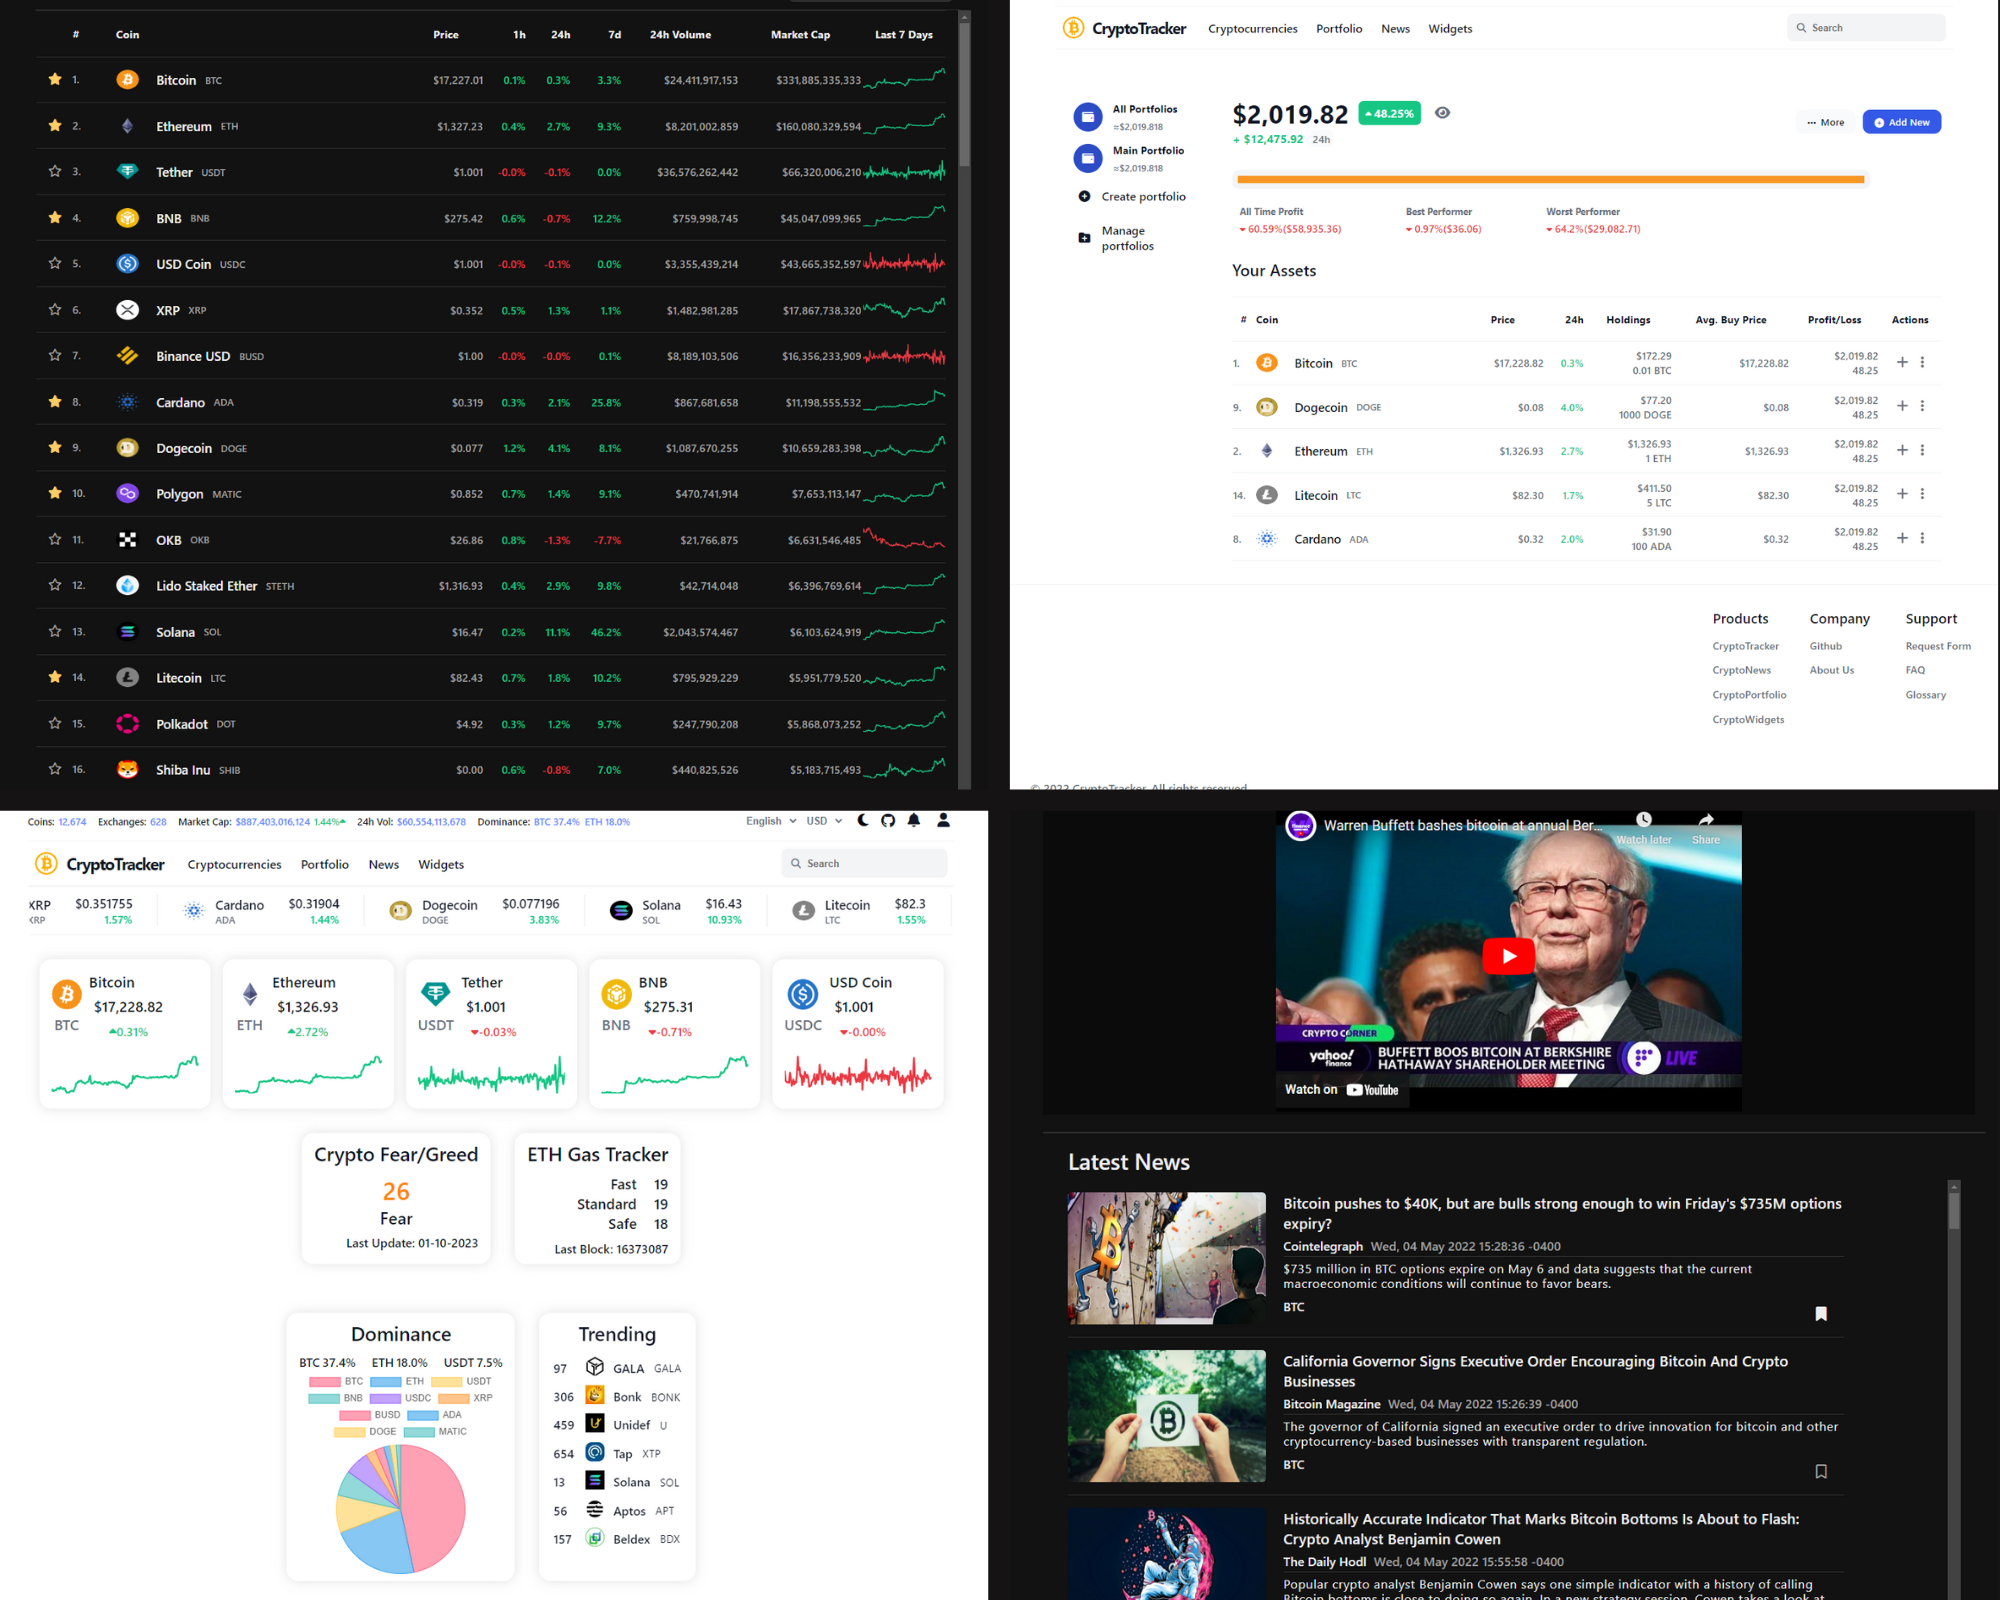 # Coin Price 1h 24h 7d 24h Volume Market Cap Last 7 Days
1. Bitcoin BTC $17,227.01 0.1% 0.3% 3.3% $24,411,917,153 $331,885,335,333
2. Ethereum ETH $1,327.23 0.4% 2.7% 9.3% $8,201,002,859 $160,080,329,594
3. Tether USDT $1.001 -0.0% -0.1% 0.0% $36,576,262,442 $66,320,006,210
4. BNB BNB $275.42 0.6% -0.7% 12.2% $759,998,745 $45,047,099,965
5. USD Coin USDC $1.001 -0.0% -0.1% 0.0% $3,355,439,214 $43,665,352,597
6. XRP XRP $0.352 0.5% 1.3% 1.1% $1,482,981,285 $17,867,738,320
7. Binance USD BUSD $1.00 -0.0% -0.0% 0.1% $8,189,103,506 $16,356,233,909
8. Cardano ADA $0.319 0.3% 2.1% 25.8% $867,681,658 $11,198,555,532
9. Dogecoin DOGE $0.077 1.2% 4.1% 8.1% $1,087,670,255 $10,659,283,398
10. Polygon MATIC $0.852 0.7% 1.4% 9.1% $470,741,914 $7,653,113,147
11. OKB OKB $26.86 0.8% -1.3% -7.7% $21,766,875 $6,631,546,485
12. Lido Staked Ether STETH $1,316.93 0.4% 2.9% 9.8% $42,714,048 $6,396,769,614
13. Solana SOL $16.47 0.2% 11.1% 46.2% $2,043,574,467 $6,103,624,919
14. Litecoin LTC $82.43 0.7% 1.8% 10.2% $795,929,229 $5,951,779,520
15. Polkadot DOT $4.92 0.3% 1.2% 9.7% $247,790,208 $5,868,073,252
16. Shiba Inu SHIB $0.00 0.6% -0.8% 7.0% $440,825,526 $5,183,715,493
CryptoTracker Cryptocurrencies Portfolio News Widgets Search
All Portfolios
≈$2,019.818
Main Portfolio
≈$2,019.818
Create portfolio
Manage
portfolios
$2,019.82 48.25%
+ $12,475.92 24h
More Add New
All Time Profit Best Performer Worst Performer
60.59%($58,935.36) 0.97%($36.06) 64.2%($29,082.71)
Your Assets
# Coin Price 24h Holdings Avg. Buy Price Profit/Loss Actions
1. Bitcoin BTC $17,228.82 0.3% $172.29 $17,228.82 $2,019.82
0.01 BTC 48.25
9. Dogecoin DOGE $0.08 4.0% $77.20 $0.08 $2,019.82
1000 DOGE 48.25
2. Ethereum ETH $1,326.93 2.7% $1,326.93 $1,326.93 $2,019.82
1 ETH 48.25
14. Litecoin LTC $82.30 1.7% $411.50 $82.30 $2,019.82
5 LTC 48.25
8. Cardano ADA $0.32 2.0% $31.90 $0.32 $2,019.82
100 ADA 48.25
Products Company Support
CryptoTracker Github Request Form
CryptoNews About Us FAQ
CryptoPortfolio Glossary
CryptoWidgets
© 2022 CryptoTracker. All rights reserved
Coins: 12,674 Exchanges: 628 Market Cap: $887,403,016,124 1.44% 24h Vol: $60,554,113,678 Dominance: BTC 37.4% ETH 18.0% English USD
CryptoTracker Cryptocurrencies Portfolio News Widgets Search
XRP $0.351755 Cardano $0.31904 Dogecoin $0.077196 Solana $16.43 Litecoin $82.3
XRP 1.57% ADA 1.44% DOGE 3.83% SOL 10.93% LTC 1.55%
Bitcoin Ethereum Tether BNB USD Coin
$17,228.82 $1,326.93 $1.001 $275.31 $1.001
BTC 0.31% ETH 2.72% USDT -0.03% BNB -0.71% USDC -0.00%
Crypto Fear/Greed
26
Fear
Last Update: 01-10-2023
ETH Gas Tracker
Fast 19
Standard 19
Safe 18
Last Block: 16373087
Dominance
BTC 37.4% ETH 18.0% USDT 7.5%
BTC ETH USDT
BNB USDC XRP
BUSD ADA
DOGE MATIC
Trending
97 GALA GALA
306 Bonk BONK
459 Unidef U
654 Tap XTP
13 Solana SOL
56 Aptos APT
157 Beldex BDX
Warren Buffett bashes bitcoin at annual Ber...
Watch later Share
CRYPTO CORNER
yahoo!
finance
BUFFETT BOOS BITCOIN AT BERKSHIRE
HATHAWAY SHAREHOLDER MEETING
LIVE
Watch on YouTube
Latest News
Bitcoin pushes to $40K, but are bulls strong enough to win Friday's $735M options
expiry?
Cointelegraph Wed, 04 May 2022 15:28:36 -0400
$735 million in BTC options expire on May 6 and data suggests that the current
macroeconomic conditions will continue to favor bears.
BTC
California Governor Signs Executive Order Encouraging Bitcoin And Crypto
Businesses
Bitcoin Magazine Wed, 04 May 2022 15:26:39 -0400
The governor of California signed an executive order to drive innovation for bitcoin and other
cryptocurrency-based businesses with transparent regulation.
BTC
Historically Accurate Indicator That Marks Bitcoin Bottoms Is About to Flash:
Crypto Analyst Benjamin Cowen
The Daily Hodl Wed, 04 May 2022 15:55:58 -0400
Popular crypto analyst Benjamin Cowen says one simple indicator with a history of calling
Bitcoin bottoms is close to doing so again. In a new strategy session, Cowen takes a look at